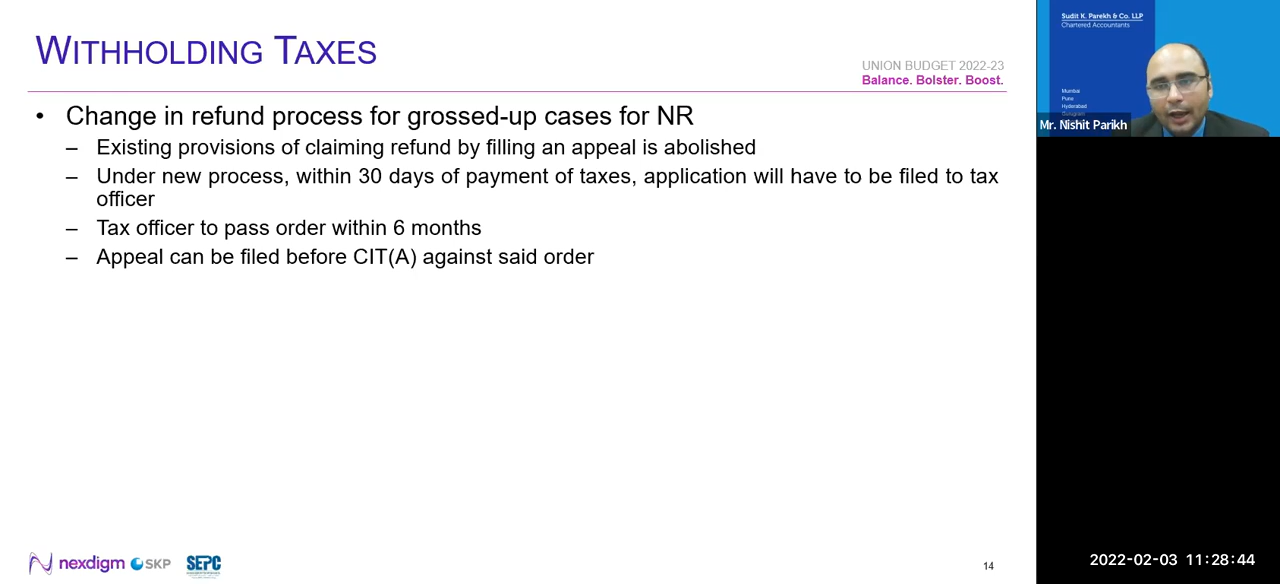 WITHHOLDING TAXES
UNION BUDGET 2022-23
Balance. Bolster. Boost.
• Change in refund process for grossed-up cases for NR
– Existing provisions of claiming refund by filling an appeal is abolished
– Under new process, within 30 days of payment of taxes, application will have to be filed to tax
officer
– Tax officer to pass order within 6 months
– Appeal can be filed before CIT(A) against said order
nexdigm SKP SEPC
14
Sudit K. Parekh & Co. LLP
Chartered Accountants
Mumbai
Pune
Hyderabad
Mr. Nishit Parikh
2022-02-03 11:28:44